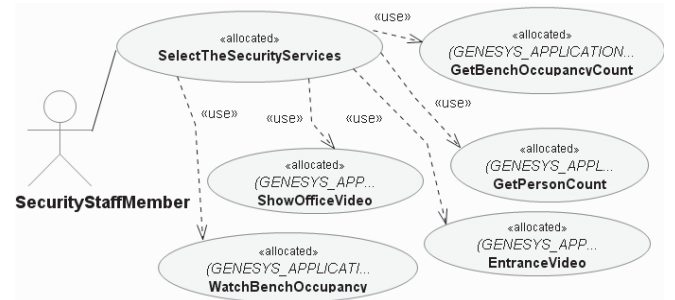 «use»
«allocated»
SelectTheSecurityServices
«allocated»
(GENESYS_APPLICATION...
GetBenchOccupancyCount
«use»
«use»
«use»
«use»
«allocated»
(GENESYS_APP...
ShowOfficeVideo
«allocated»
(GENESYS_APPL...
GetPersonCount
SecurityStaffMember
«allocated»
(GENESYS_APPLICATI...
WatchBenchOccupancy
«allocated»
(GENESYS_APP...
EntranceVideo